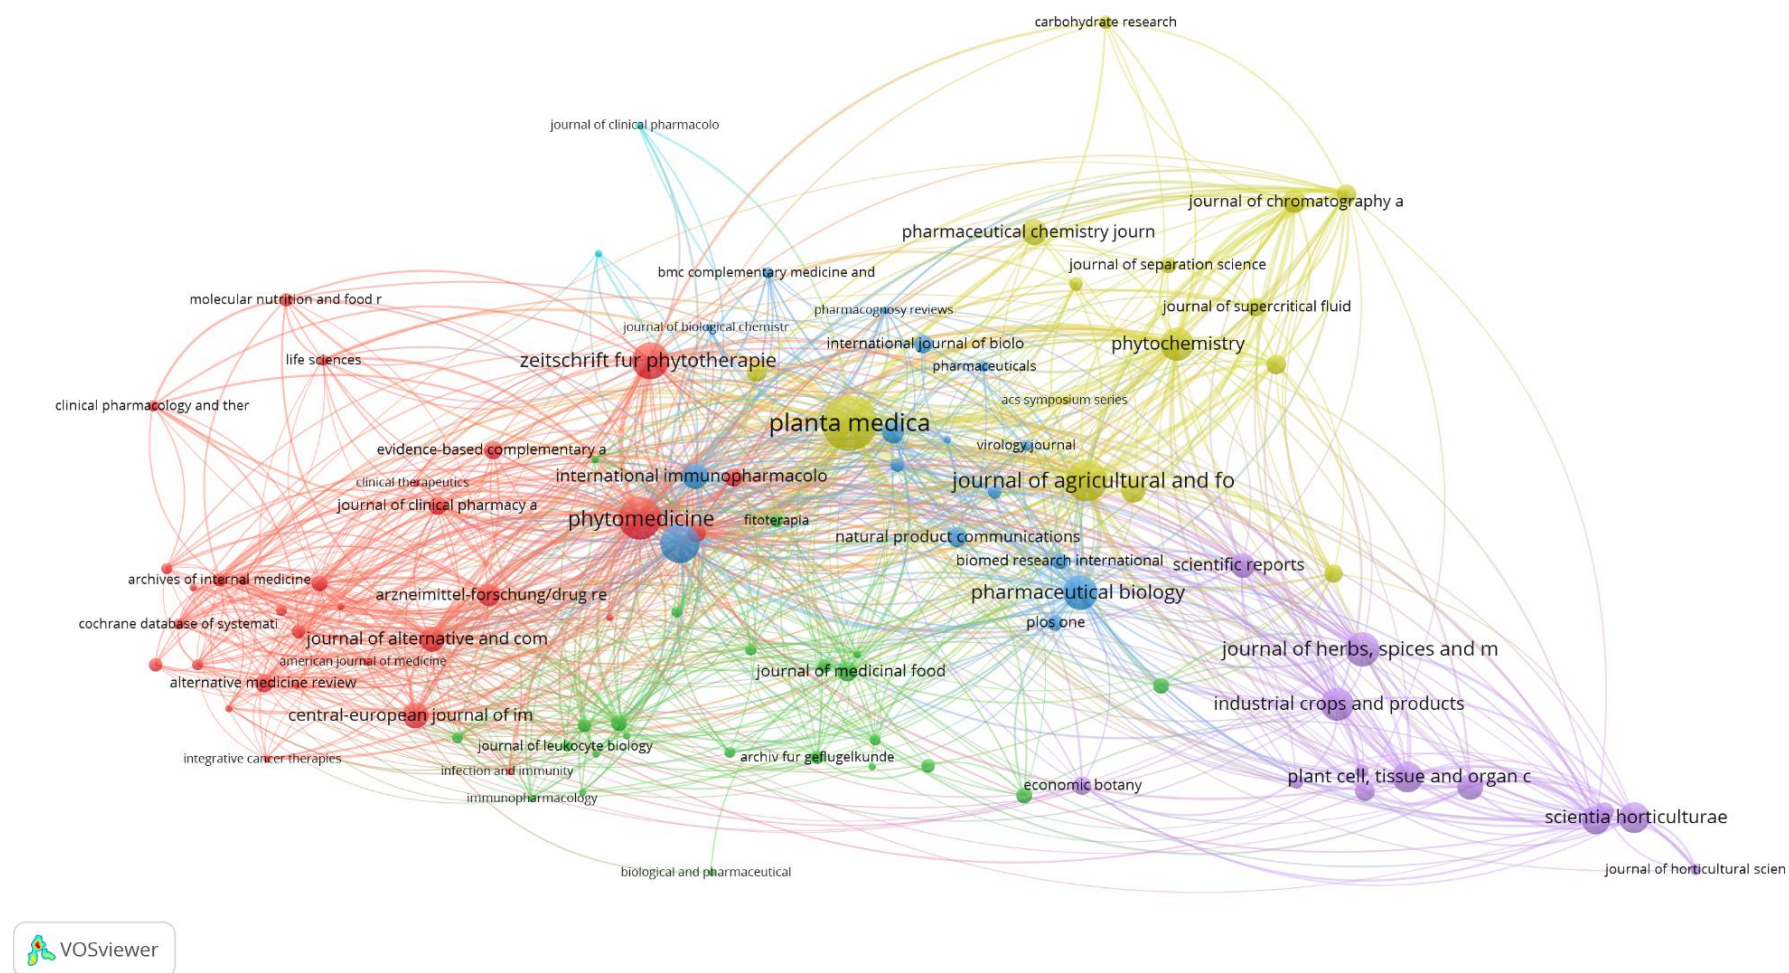 carbohydrate research
journal of clinical pharmacolo
journal of chromatography a
pharmaceutical chemistry journ
journal of separation science
bmc complementary medicine and
molecular nutrition and food r
journal of supercritical fluid
pharmacognosy reviews
journal of biological chemistr
international journal of biolo
phytochemistry
life sciences
zeitschrift fur phytotherapie
pharmaceuticals
acs symposium series
clinical pharmacology and ther
planta medica
virology journal
evidence-based complementary a
international immunopharmacolo
clinical therapeutics
journal of agricultural and fo
journal of clinical pharmacy a
phytomedicine
fitoterapia
natural product communications
biomed research international
scientific reports
archives of internal medicine
arzneimittel-forschung/drug re
pharmaceutical biology
cochrane database of systemati
plos one
journal of alternative and com
journal of herbs, spices and m
american journal of medicine
journal of medicinal food
alternative medicine review
industrial crops and products
central-european journal of im
journal of leukocyte biology
archiv fur geflugelkunde
integrative cancer therapies
infection and immunity
plant cell, tissue and organ c
economic botany
immunopharmacology
scientia horticulturae
biological and pharmaceutical
journal of horticultural scien
VOSviewer